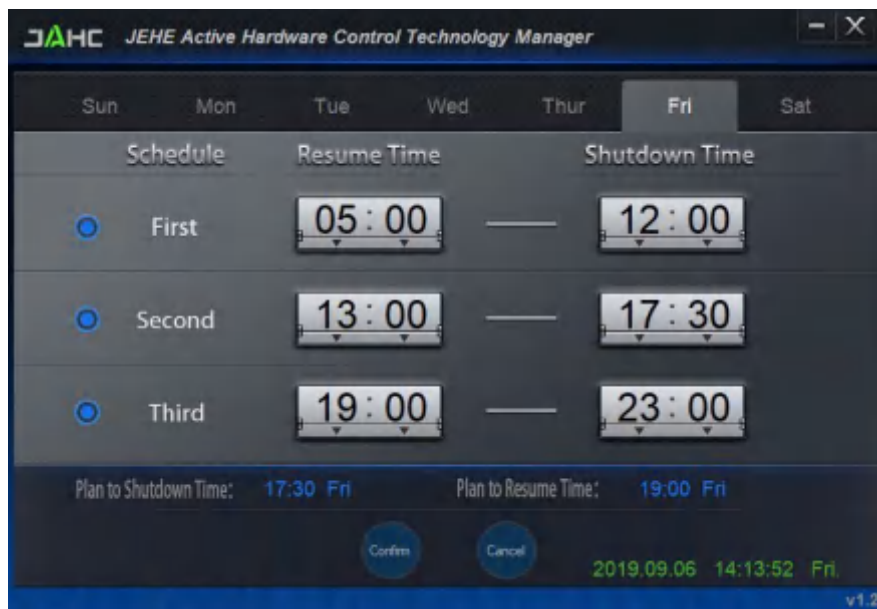 JAHC JEHE Active Hardware Control Technology Manager
Sun Mon Tue Wed Thur Fri Sat
Schedule Resume Time Shutdown Time
First 05:00 12:00
Second 13:00 17:30
Third 19:00 23:00
Plan to Shutdown Time: 17:30 Fri Plan to Resume Time: 19:00 Fri
Confirm Cancel
2019.09.06 14:13:52 Fri.
v1.2